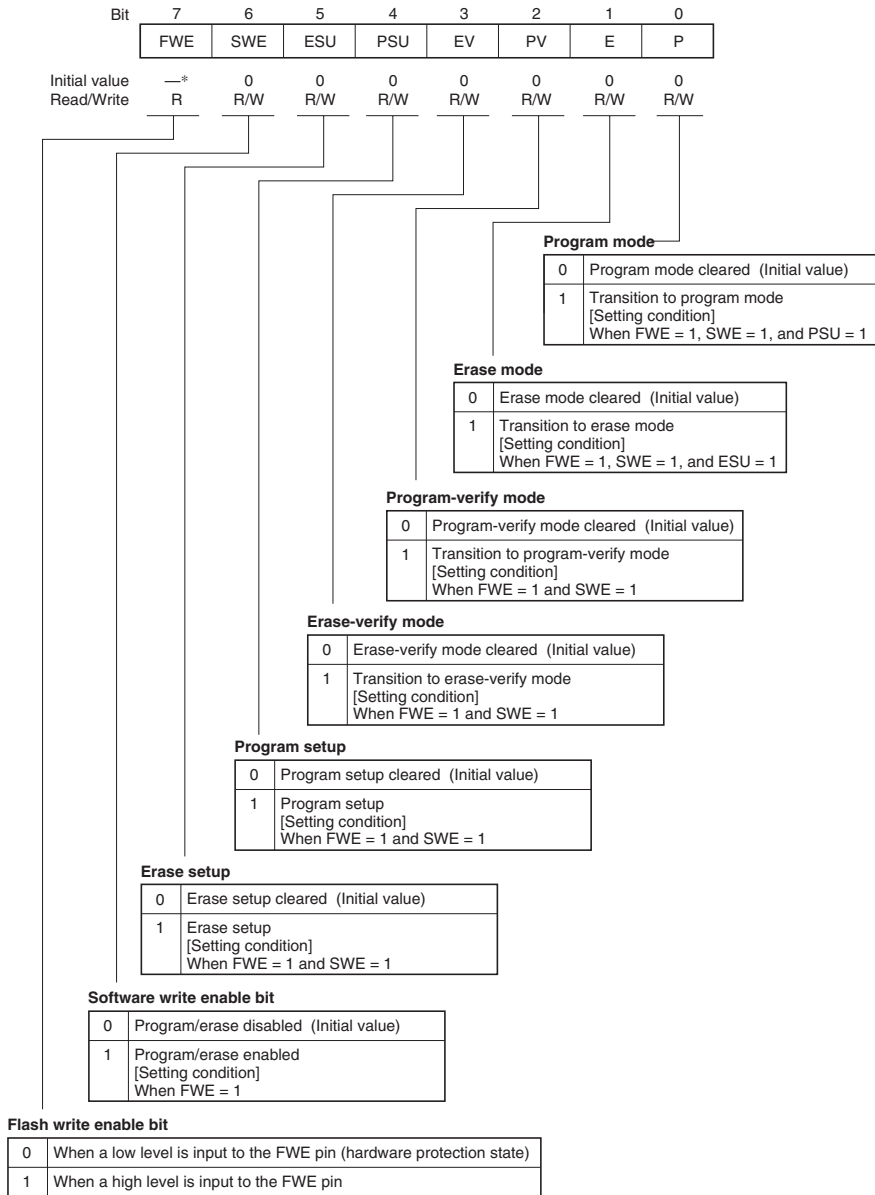 Bit 7 6 5 4 3 2 1 0
FWE SWE ESU PSU EV PV E P
Initial value —* 0 0 0 0 0 0 0
Read/Write R R/W R/W R/W R/W R/W R/W R/W
Program mode
0 Program mode cleared (Initial value)
1 Transition to program mode
[Setting condition]
When FWE = 1, SWE = 1, and PSU = 1
Erase mode
0 Erase mode cleared (Initial value)
1 Transition to erase mode
[Setting condition]
When FWE = 1, SWE = 1, and ESU = 1
Program-verify mode
0 Program-verify mode cleared (Initial value)
1 Transition to program-verify mode
[Setting condition]
When FWE = 1 and SWE = 1
Erase-verify mode
0 Erase-verify mode cleared (Initial value)
1 Transition to erase-verify mode
[Setting condition]
When FWE = 1 and SWE = 1
Program setup
0 Program setup cleared (Initial value)
1 Program setup
[Setting condition]
When FWE = 1 and SWE = 1
Erase setup
0 Erase setup cleared (Initial value)
1 Erase setup
[Setting condition]
When FWE = 1 and SWE = 1
Software write enable bit
0 Program/erase disabled (Initial value)
1 Program/erase enabled
[Setting condition]
When FWE = 1
Flash write enable bit
0 When a low level is input to the FWE pin (hardware protection state)
1 When a high level is input to the FWE pin